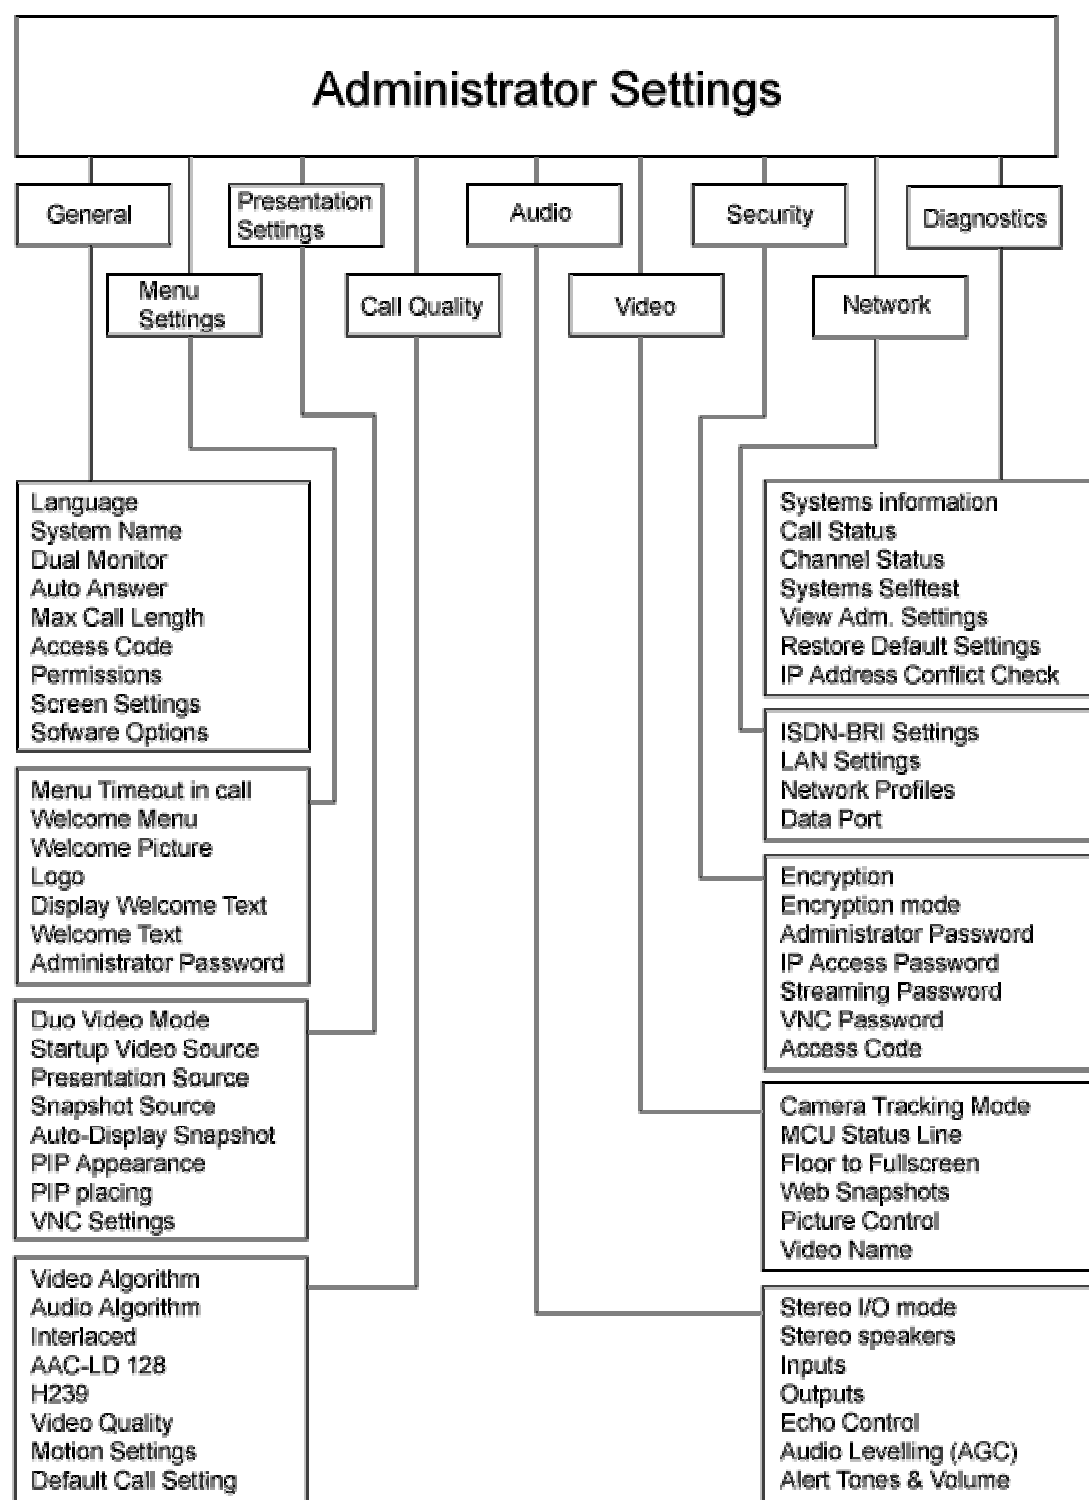 Administrator Settings
General
Presentation
Settings
Audio
Security
Diagnostics
Menu
Settings
Call Quality
Video
Network
Language
System Name
Dual Monitor
Auto Answer
Max Call Length
Access Code
Permissions
Screen Settings
Sofware Options
Menu Timeout in call
Welcome Menu
Welcome Picture
Logo
Display Welcome Text
Welcome Text
Administrator Password
Duo Video Mode
Startup Video Source
Presentation Source
Snapshot Source
Auto-Display Snapshot
PIP Appearance
PIP placing
VNC Settings
Video Algorithm
Audio Algorithm
Interlaced
AAC-LD 128
H239
Video Quality
Motion Settings
Default Call Setting
Systems information
Call Status
Channel Status
Systems Selftest
View Adm. Settings
Restore Default Settings
IP Address Conflict Check
ISDN-BRI Settings
LAN Settings
Network Profiles
Data Port
Encryption
Encryption mode
Administrator Password
IP Access Password
Streaming Password
VNC Password
Access Code
Camera Tracking Mode
MCU Status Line
Floor to Fullscreen
Web Snapshots
Picture Control
Video Name
Stereo I/O mode
Stereo speakers
Inputs
Outputs
Echo Control
Audio Levelling (AGC)
Alert Tones & Volume